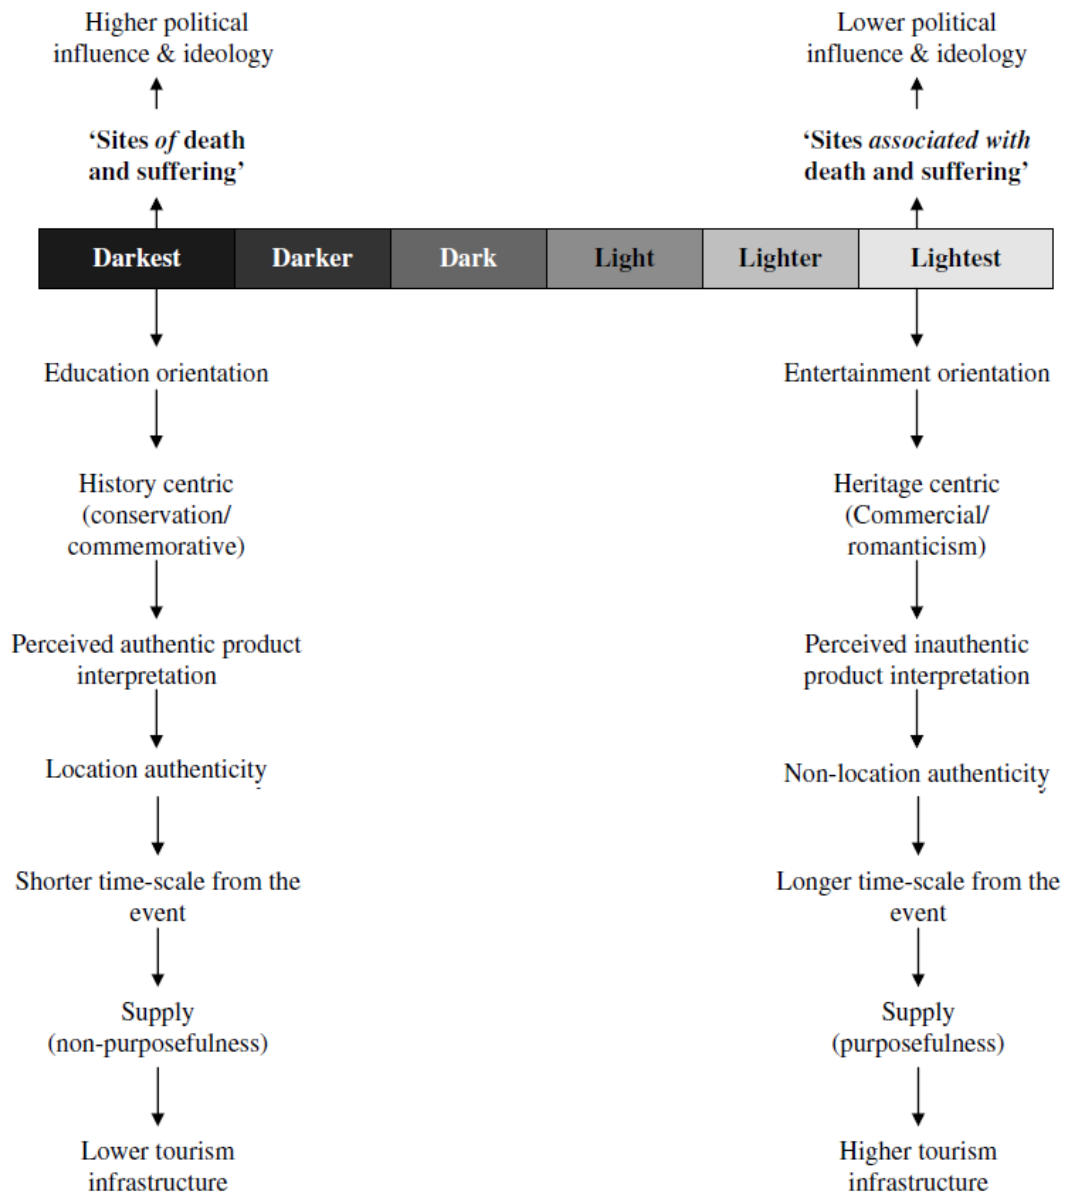 Higher political
influence & ideology
Lower political
influence & ideology
‘Sites of death
and suffering’
‘Sites associated with
death and suffering’
Darkest Darker Dark Light Lighter Lightest
Education orientation
Entertainment orientation
History centric
(conservation/
commemorative)
Heritage centric
(Commercial/
romanticism)
Perceived authentic product
interpretation
Perceived inauthentic
product interpretation
Location authenticity
Non-location authenticity
Shorter time-scale from the
event
Longer time-scale from the
event
Supply
(non-purposefulness)
Supply
(purposefulness)
Lower tourism
infrastructure
Higher tourism
infrastructure